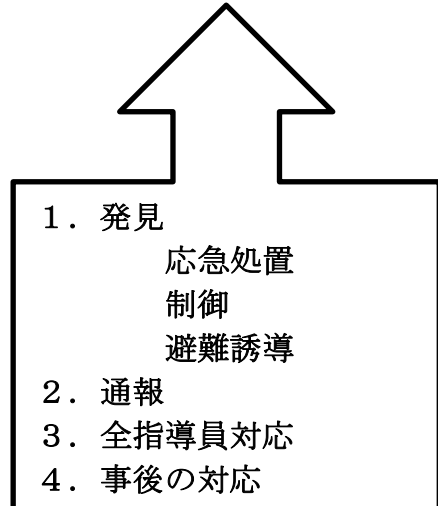 １．発見
応急処置
制御
避難誘導
２．通報
３．全指導員対応
４．事後の対応